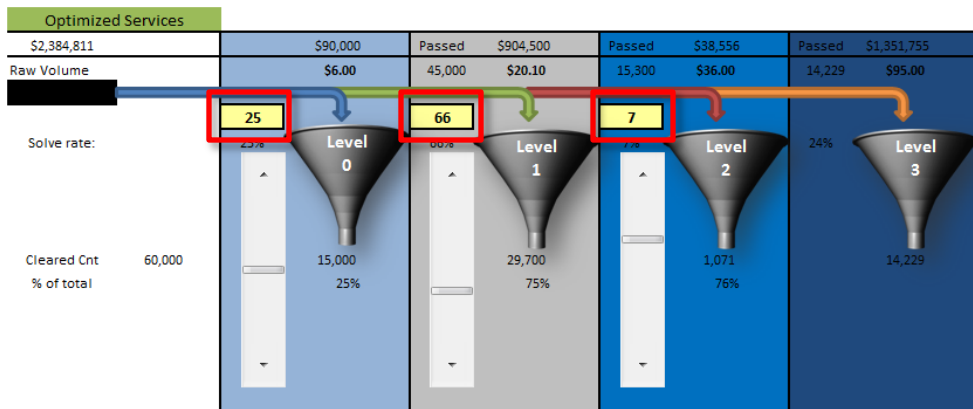 Optimized Services
$2,384,811 $90,000 Passed $904,500 Passed $38,556 Passed $1,351,755
Raw Volume $6.00 45,000 $20.10 15,300 $36.00 14,229 $95.00
25 66 7
Solve rate: 25% Level 0 66% Level 1 7% Level 2 24% Level 3
Cleared Cnt 60,000 15,000 29,700 1,071 14,229
% of total 25% 75% 76%